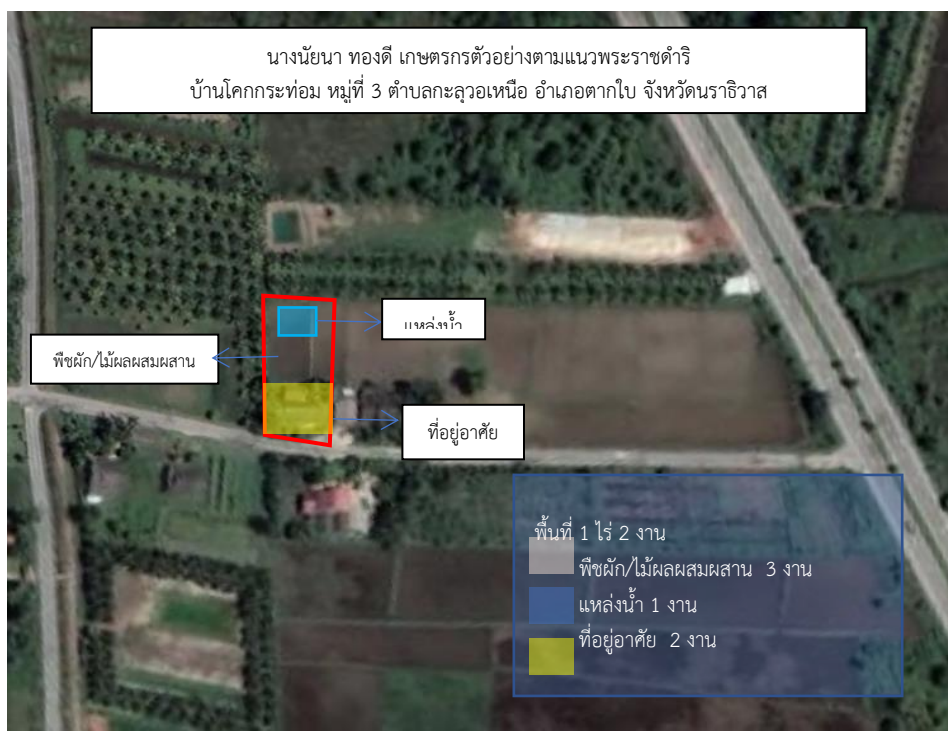 นางนัยนา ทองดี เกษตรกรตัวอย่างตามแนวพระราชดำริ
บ้านโคกกระท่อม หมู่ที่ 3 ตำบลกะลุวอเหนือ อำเภอตากใบ จังหวัดนราธิวาส
แหล่งน้ำ
พืชผัก/ไม้ผลผสมผสาน
ที่อยู่อาศัย
พื้นที่ 1 ไร่ 2 งาน
พืชผัก/ไม้ผลผสมผสาน 3 งาน
แหล่งน้ำ 1 งาน
ที่อยู่อาศัย 2 งาน